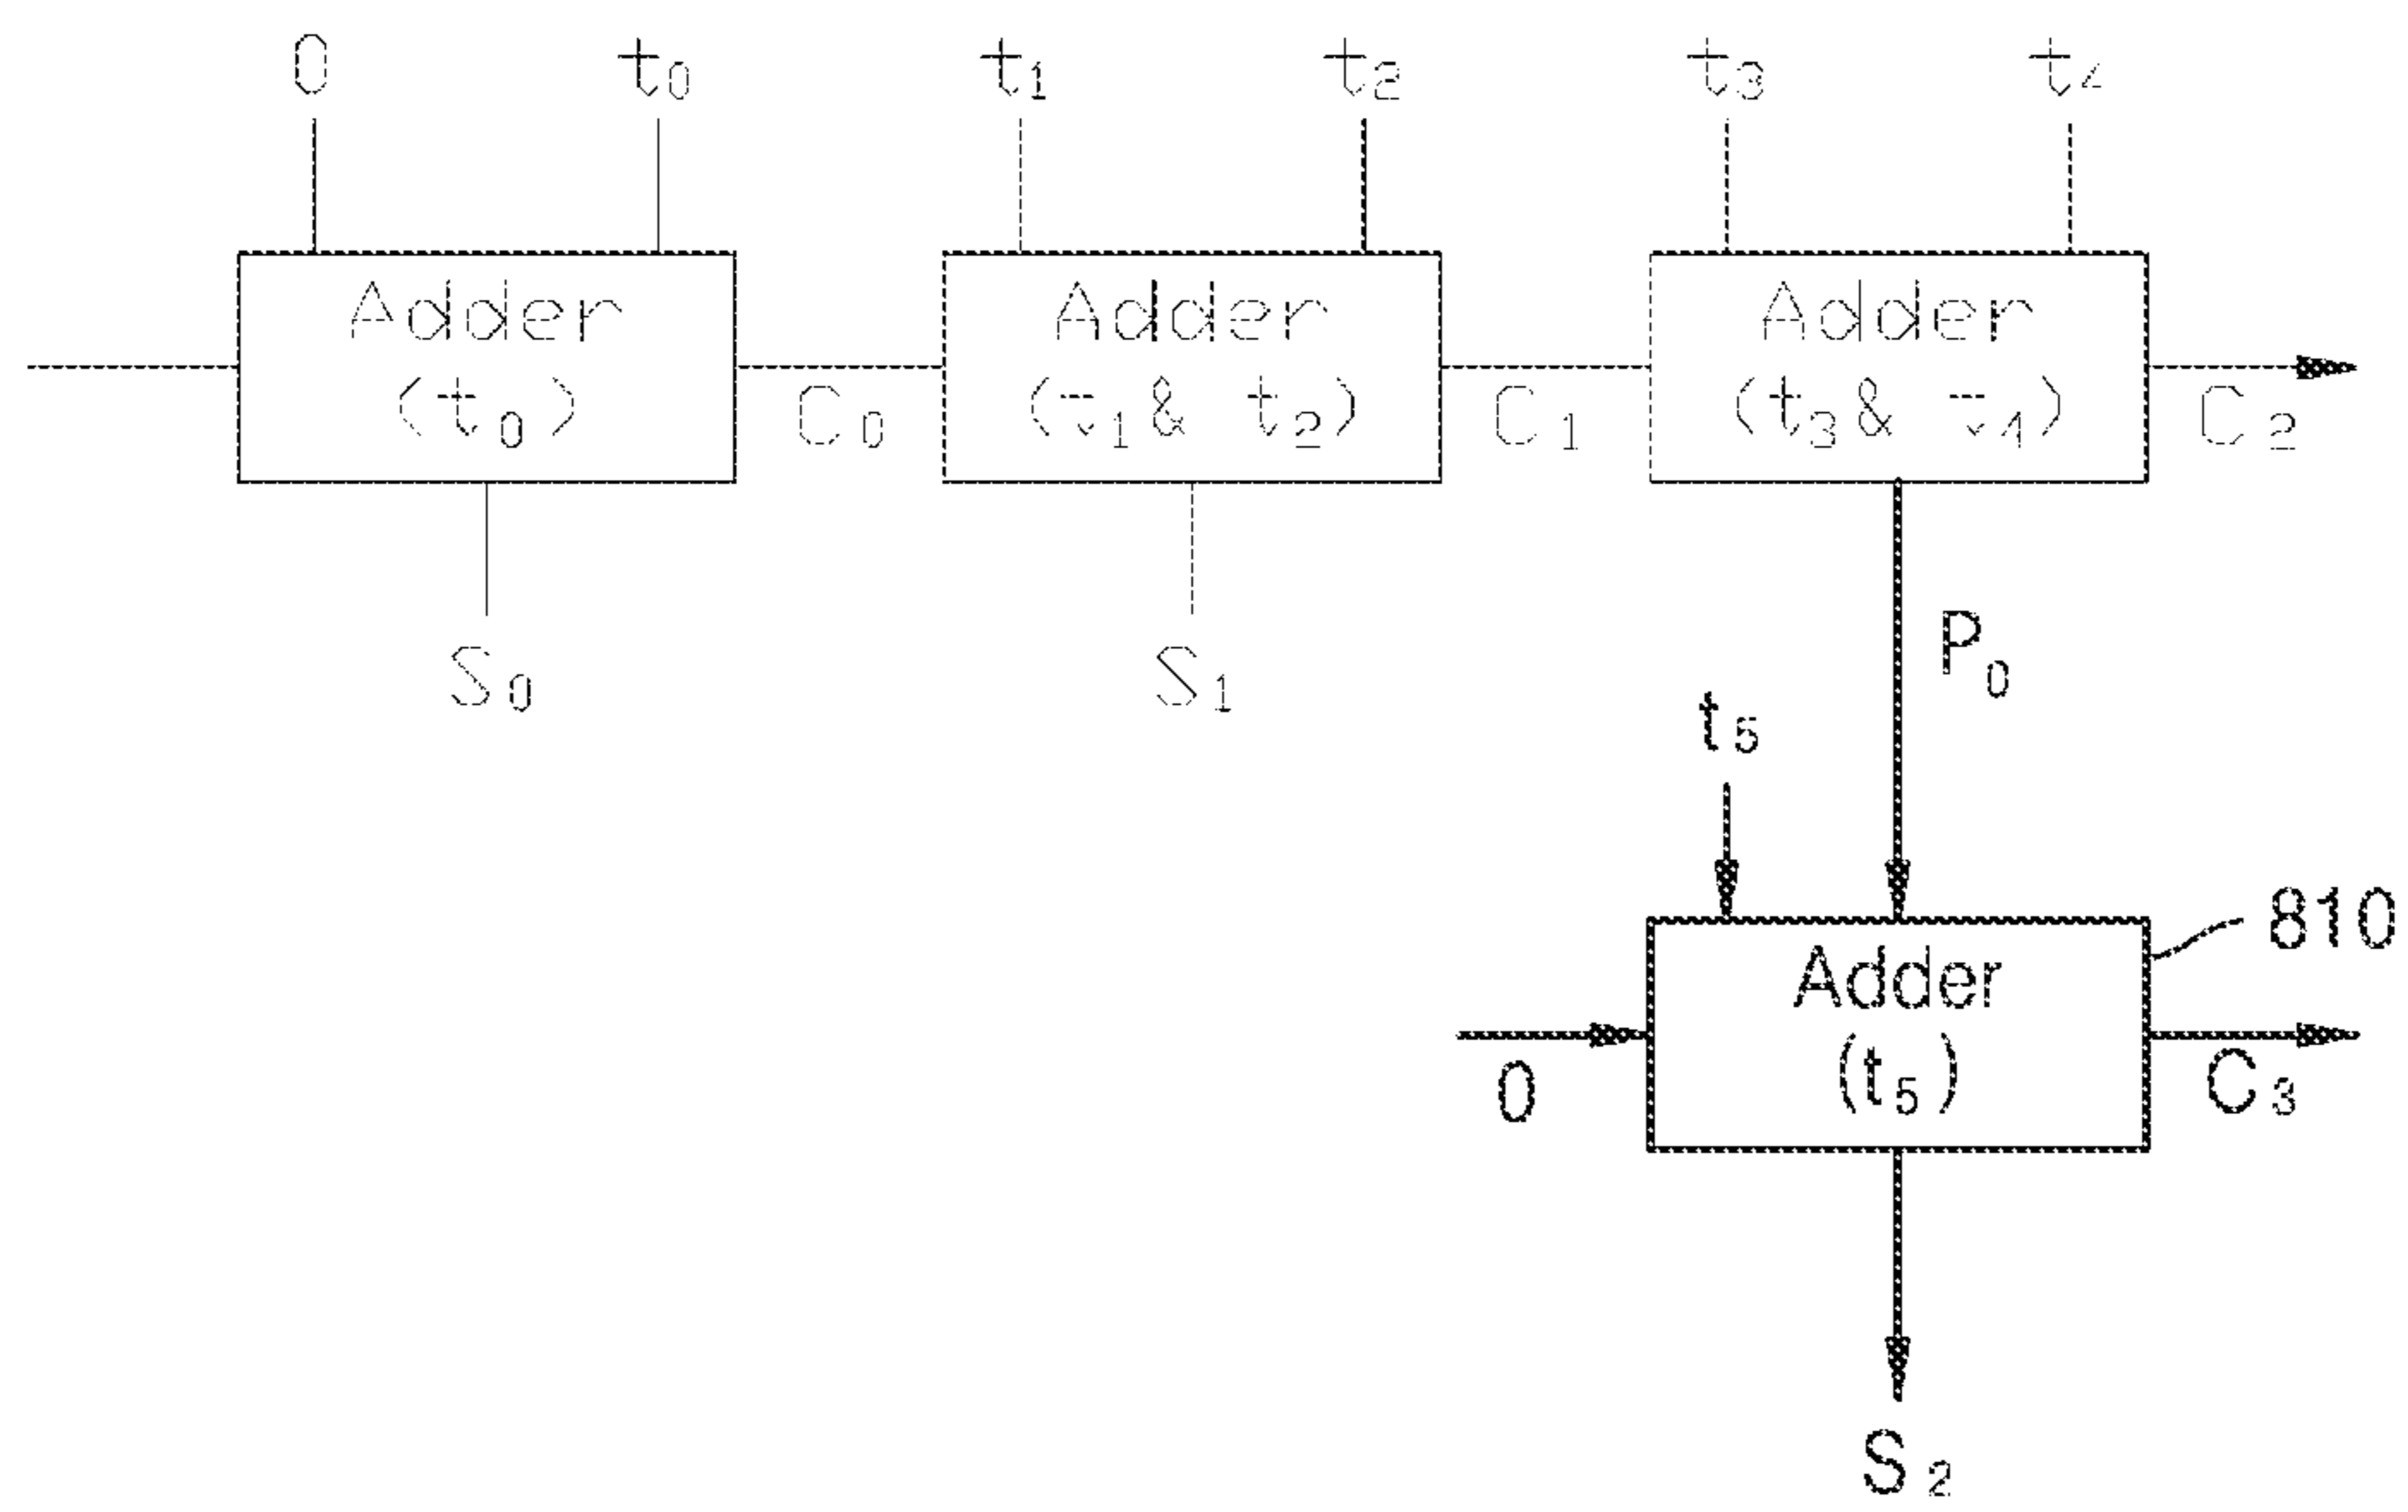 0 t0 t1 t2 t3 t4
Adder
(t0)
C0
Adder
(t1& t2)
C1
Adder
(t3& t4)
C2
S0
S1
P0
t5
810
Adder
(t5)
0
C3
S2